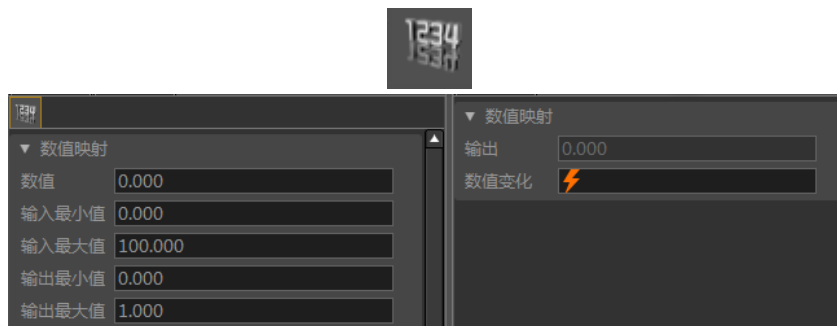 1234
1234
▼ 数值映射
数值 0.000
输入最小值 0.000
输入最大值 100.000
输出最小值 0.000
输出最大值 1.000
▼ 数值映射
输出 0.000
数值变化